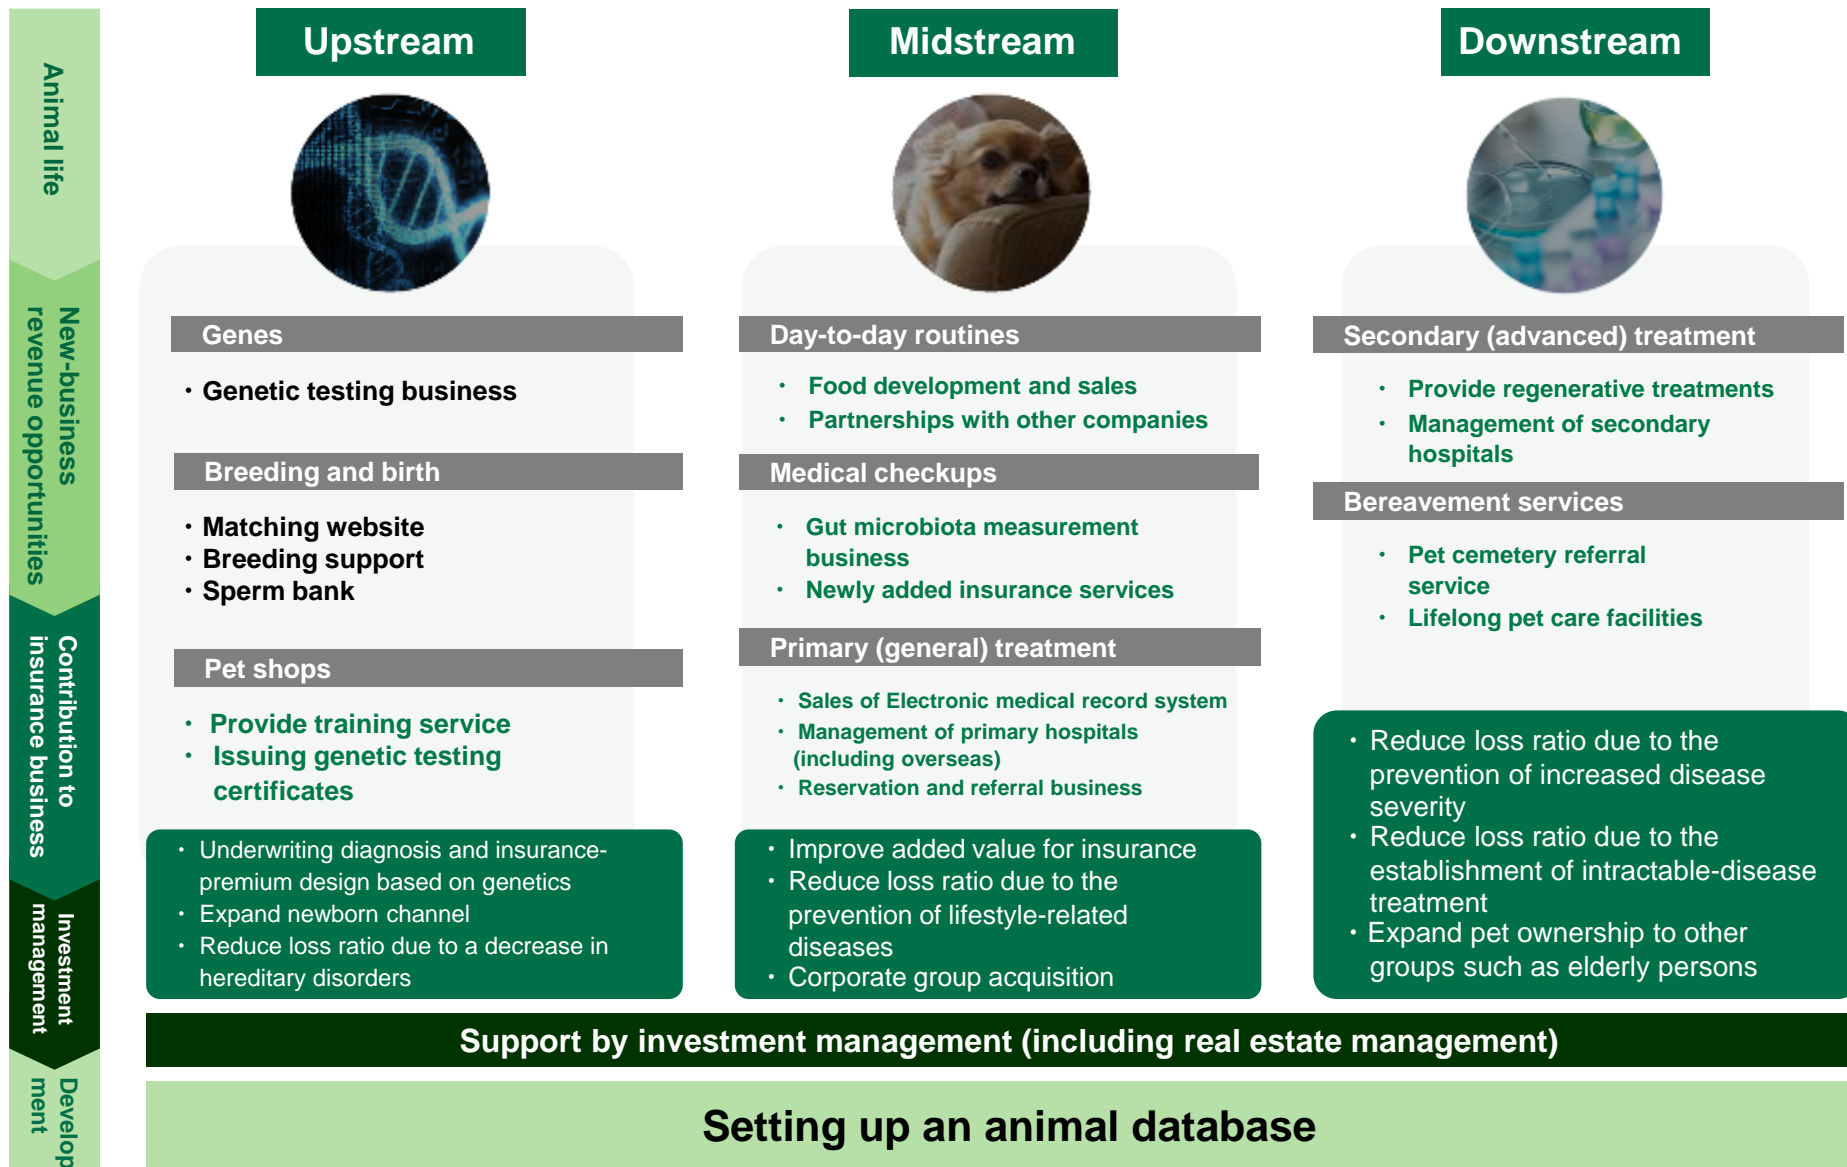 Animal life
New-business
revenue opportunities
Contribution to
insurance business
Investment
management
Develop
ment
Upstream
Genes
・Genetic testing business
Breeding and birth
・Matching website
・Breeding support
・Sperm bank
Pet shops
・Provide training service
・Issuing genetic testing
certificates
・Underwriting diagnosis and insurance-
premium design based on genetics
・Expand newborn channel
・Reduce loss ratio due to a decrease in
hereditary disorders
Midstream
Day-to-day routines
・Food development and sales
・Partnerships with other companies
Medical checkups
・Gut microbiota measurement
business
・Newly added insurance services
Primary (general) treatment
・Sales of Electronic medical record system
・Management of primary hospitals
(including overseas)
・Reservation and referral business
・Improve added value for insurance
・Reduce loss ratio due to the
prevention of lifestyle-related
diseases
・Corporate group acquisition
Downstream
Secondary (advanced) treatment
・Provide regenerative treatments
・Management of secondary
hospitals
Bereavement services
・Pet cemetery referral
service
・Lifelong pet care facilities
・Reduce loss ratio due to the
prevention of increased disease
severity
・Reduce loss ratio due to the
establishment of intractable-disease
treatment
・Expand pet ownership to other
groups such as elderly persons
Support by investment management (including real estate management)
Setting up an animal database